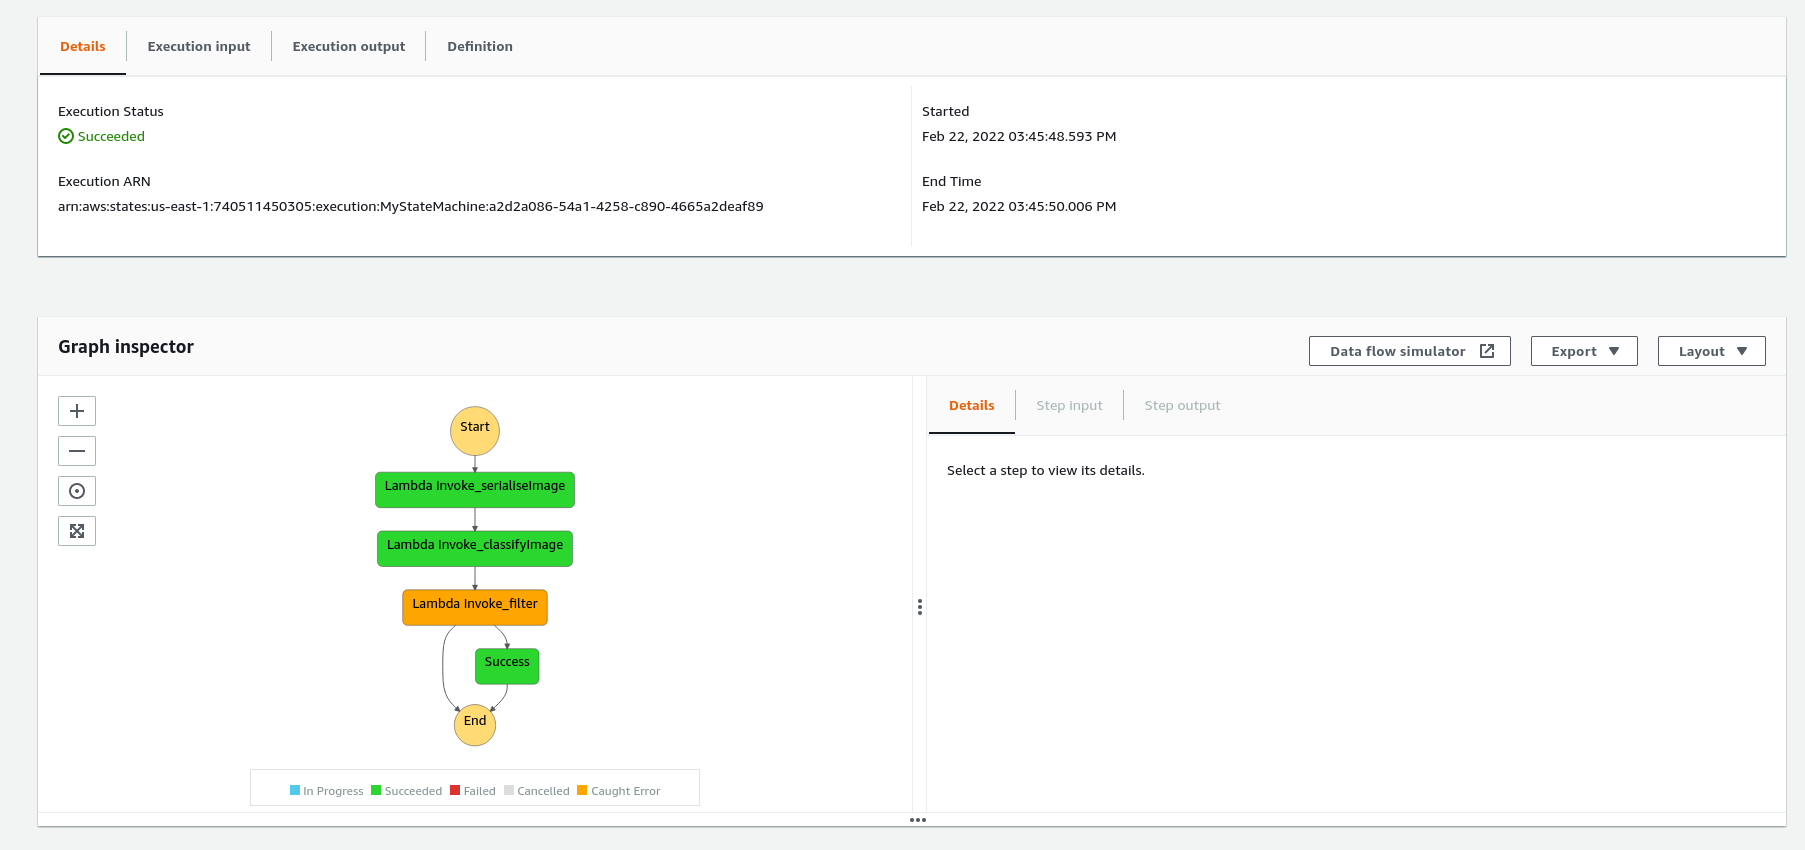 Details
Execution input
Execution output
Definition
Execution Status
Succeeded
Execution ARN
arn:aws:states:us-east-1:740511450305:execution:MyStateMachine:a2d2a086-54a1-4258-c890-4665a2deaf89
Started
Feb 22, 2022 03:45:48.593 PM
End Time
Feb 22, 2022 03:45:50.006 PM
Graph inspector
Data flow simulator
Export
Layout
Start
Lambda Invoke_serialiseImage
Lambda Invoke_classifyImage
Lambda Invoke_filter
Success
End
In Progress
Succeeded
Failed
Cancelled
Caught Error
Details
Step input
Step output
Select a step to view its details.